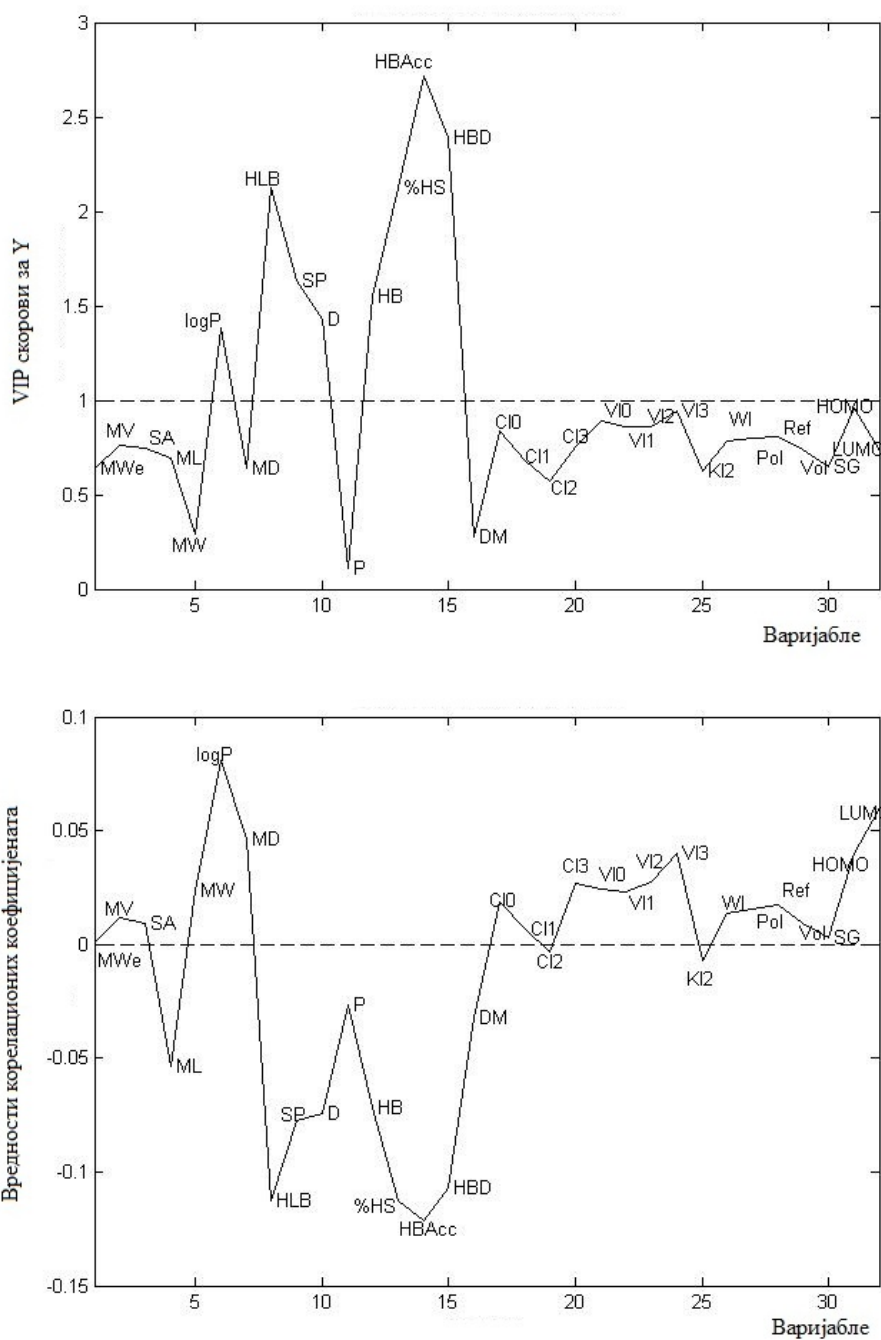 VIP скорови за Y
3
2.5
2
1.5
1
0.5
0
HBAcc
HBD
HLB
%HS
SP
HB
logP
D
HOMO
MV
SA
ML
MWe
MD
MW
P
DM
CI0
CI1
CI2
CI3
VI0
VI1
VI2
VI3
KI2
WI
Pol
Ref
Vol
SG
LUMO
5
10
15
20
25
30
Варијабле
Вредности корелационих коефицијената
0.1
0.05
0
-0.05
-0.1
-0.15
logP
LUM
MD
HOMO
MW
MV
SA
MWe
ML
CI0
CI1
CI2
CI3
VI0
VI1
VI2
VI3
KI2
WI
Pol
Ref
Vol
SG
P
DM
SP
D
HB
HLB
%HS
HBD
HBAcc
5
10
15
20
25
30
Варијабле